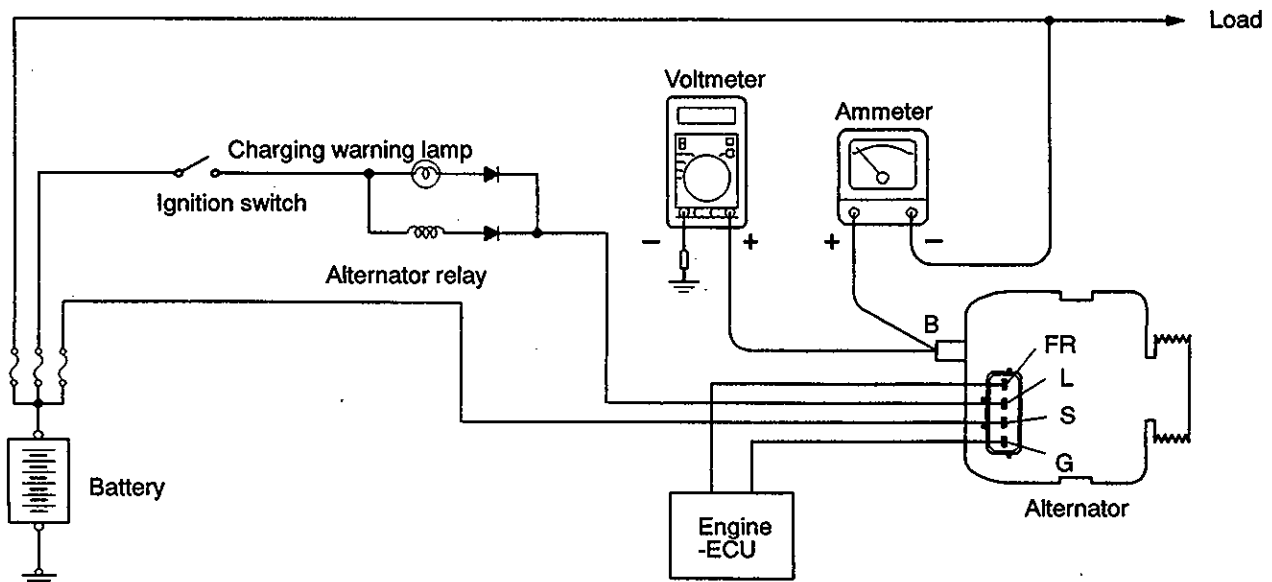 Load
Voltmeter
Ammeter
Charging warning lamp
Ignition switch
− +
+ −
Alternator relay
B
FR
L
S
G
Battery
Engine
-ECU
Alternator